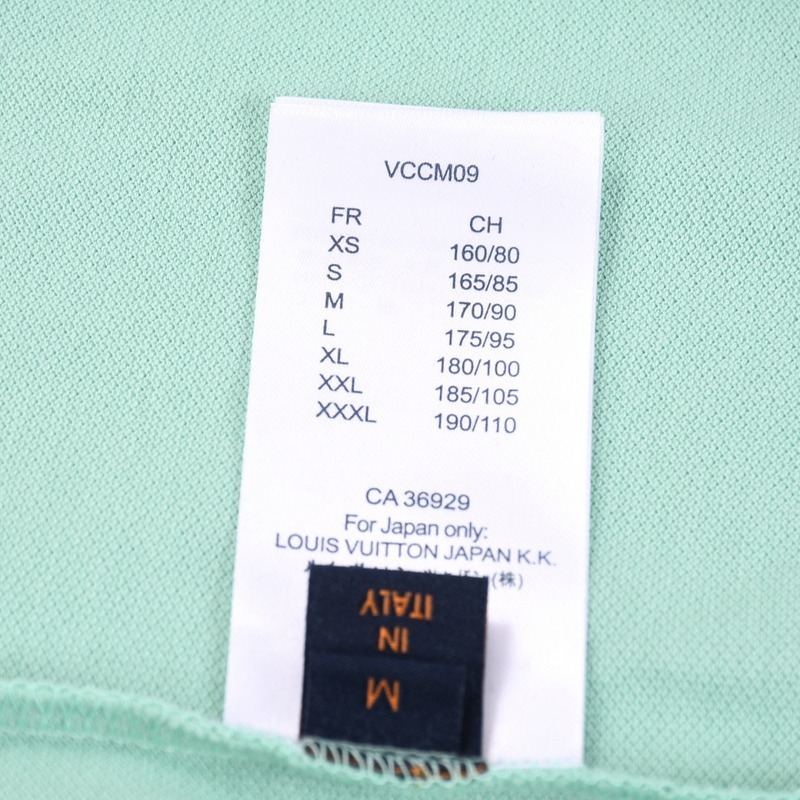 VCCM09
FR CH
XS 160/80
S 165/85
M 170/90
L 175/95
XL 180/100
XXL 185/105
XXXL 190/110
CA 36929
For Japan only:
LOUIS VUITTON JAPAN K.K.
(株)
ITALY
IN
M